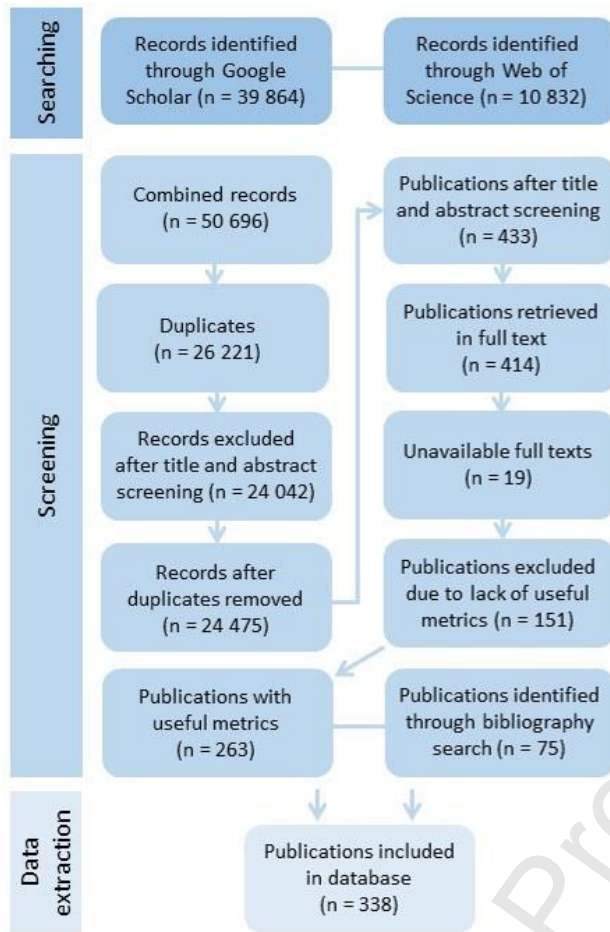 Searching
Records identified
through Google
Scholar (n = 39 864)
Records identified
through Web of
Science (n = 10 832)
Screening
Combined records
(n = 50 696)
Duplicates
(n = 26 221)
Records excluded
after title and abstract
screening (n = 24 042)
Records after
duplicates removed
(n = 24 475)
Publications after title
and abstract screening
(n = 433)
Publications retrieved
in full text
(n = 414)
Unavailable full texts
(n = 19)
Publications excluded
due to lack of useful
metrics (n = 151)
Publications with
useful metrics
(n = 263)
Publications identified
through bibliography
search (n = 75)
Data
extraction
Publications included
in database
(n = 338)